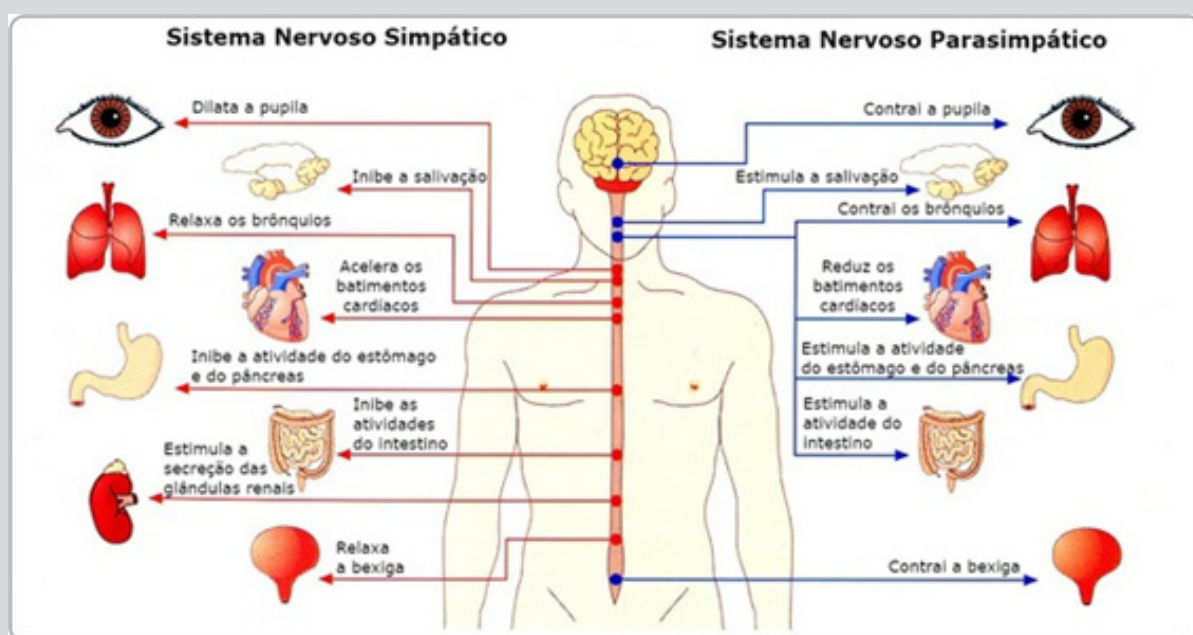 Sistema Nervoso Simpático
Sistema Nervoso Parasimpático
Dilata a pupila
Inibe a salivação
Relaxa os brônquios
Acelera os
batimentos
cardíacos
Inibe a atividade do estômago
e do pâncreas
Inibe as
atividades
do intestino
Estimula a
secreção das
glândulas renais
Relaxa
a bexiga
Contrai a pupila
Estimula a salivação
Contrai os brônquios
Reduz os
batimentos
cardíacos
Estimula a atividade
do estômago e do pâncreas
Estimula a
atividade do
intestino
Contrai a bexiga